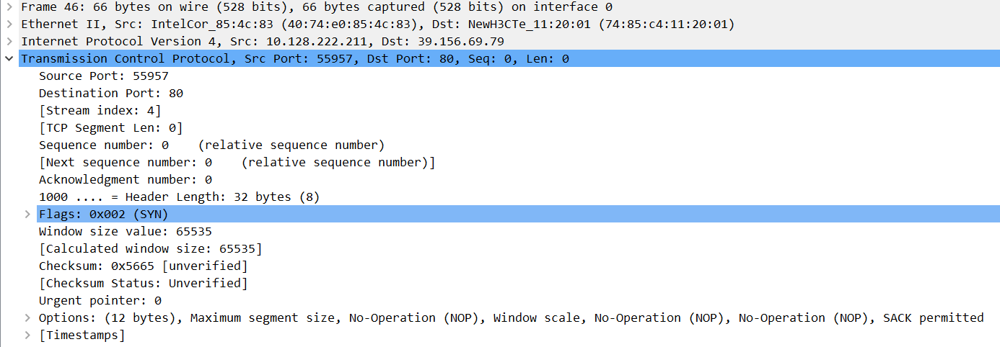 Frame 46: 66 bytes on wire (528 bits), 66 bytes captured (528 bits) on interface 0
Ethernet II, Src: IntelCor_85:4c:83 (40:74:e0:85:4c:83), Dst: NewH3CTe_11:20:01 (74:85:c4:11:20:01)
Internet Protocol Version 4, Src: 10.128.222.211, Dst: 39.156.69.79
Transmission Control Protocol, Src Port: 55957, Dst Port: 80, Seq: 0, Len: 0
Source Port: 55957
Destination Port: 80
[Stream index: 4]
[TCP Segment Len: 0]
Sequence number: 0    (relative sequence number)
[Next sequence number: 0    (relative sequence number)]
Acknowledgment number: 0
1000 .... = Header Length: 32 bytes (8)
Flags: 0x002 (SYN)
Window size value: 65535
[Calculated window size: 65535]
Checksum: 0x5665 [unverified]
[Checksum Status: Unverified]
Urgent pointer: 0
Options: (12 bytes), Maximum segment size, No-Operation (NOP), Window scale, No-Operation (NOP), No-Operation (NOP), SACK permitted
[Timestamps]